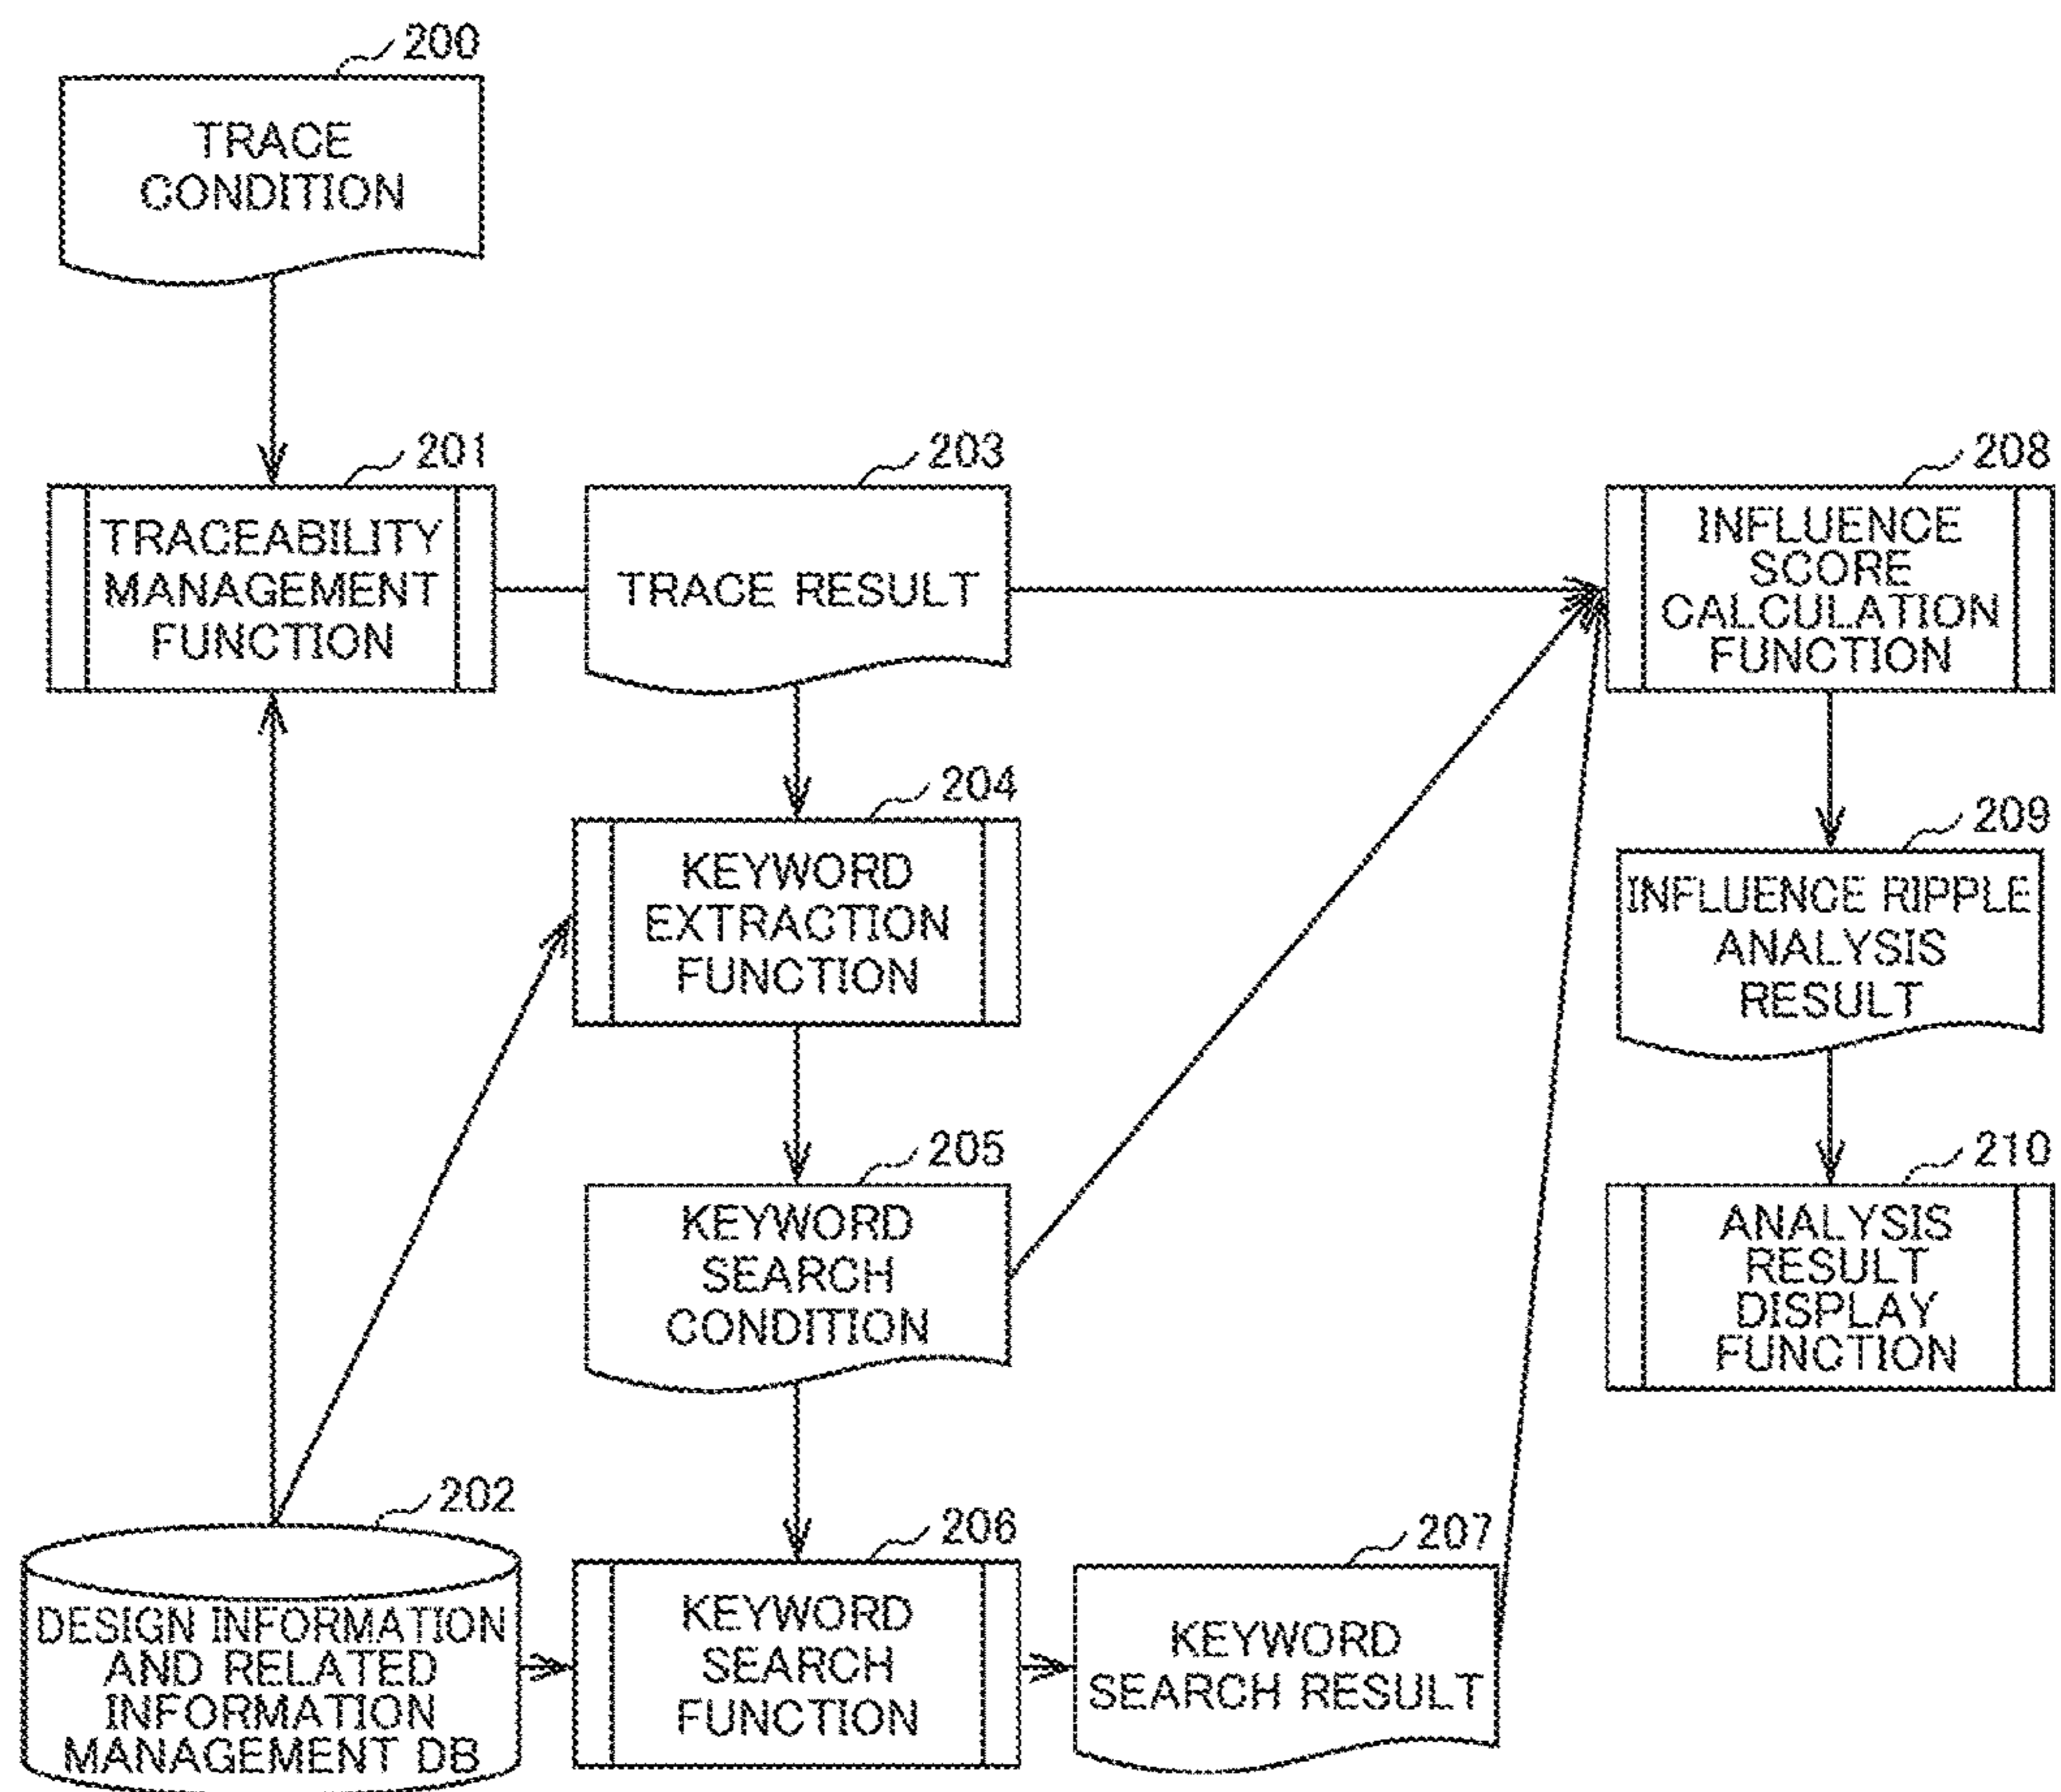 200
TRACE
CONDITION
201
TRACEABILITY
MANAGEMENT
FUNCTION
203
TRACE RESULT
208
INFLUENCE
SCORE
CALCULATION
FUNCTION
204
KEYWORD
EXTRACTION
FUNCTION
209
INFLUENCE RIPPLE
ANALYSIS
RESULT
205
KEYWORD
SEARCH
CONDITION
210
ANALYSIS
RESULT
DISPLAY
FUNCTION
202
DESIGN INFORMATION
AND RELATED
INFORMATION
MANAGEMENT DB
206
KEYWORD
SEARCH
FUNCTION
207
KEYWORD
SEARCH RESULT